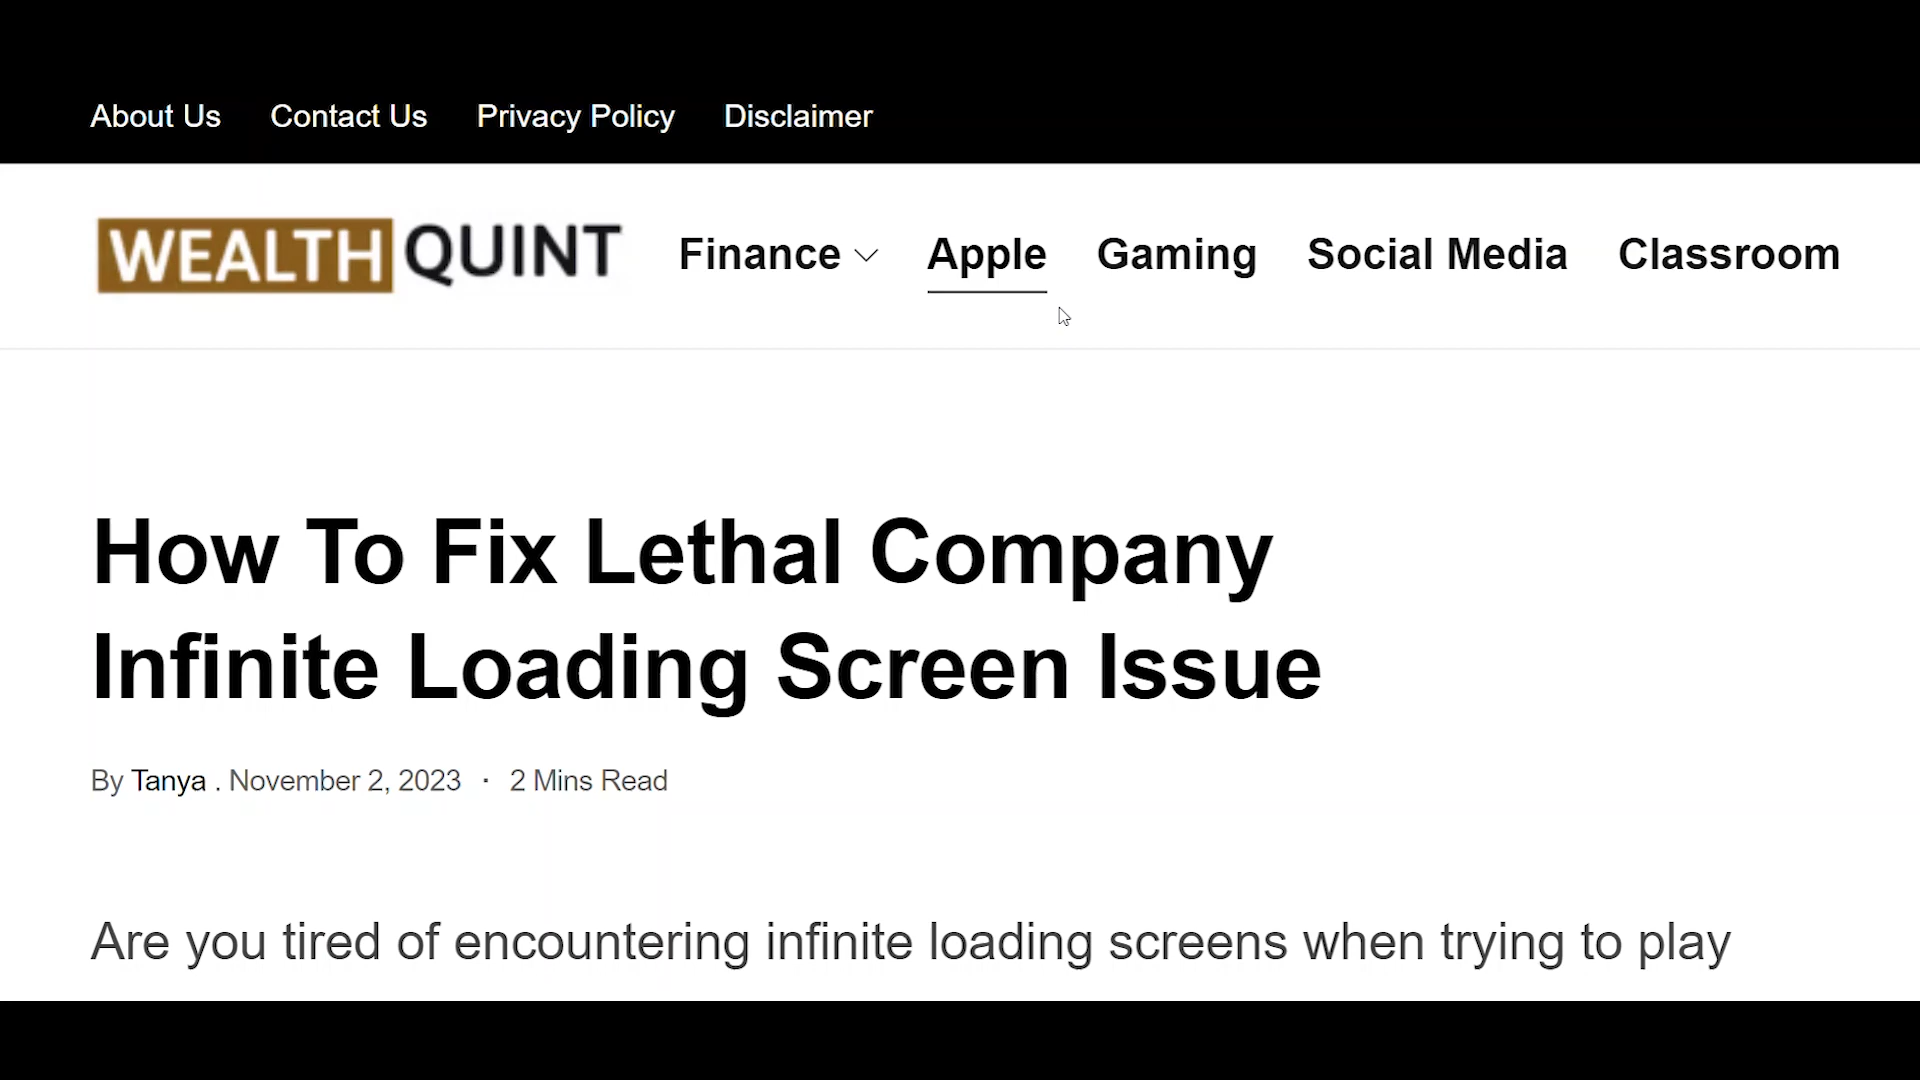 About Us Contact Us Privacy Policy Disclaimer
WEALTH QUINT Finance Apple Gaming Social Media Classroom
How To Fix Lethal Company
Infinite Loading Screen Issue
By Tanya . November 2, 2023 · 2 Mins Read
Are you tired of encountering infinite loading screens when trying to play